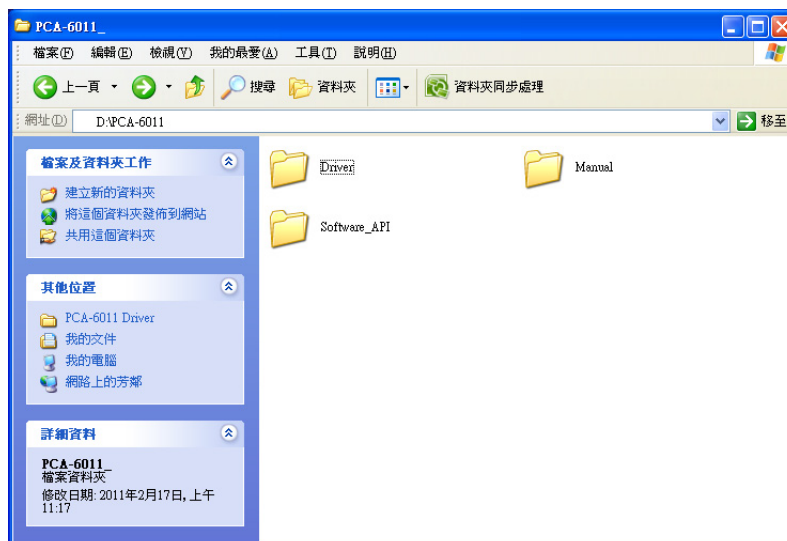 PCA-6011_
檔案(F) 編輯(E) 檢視(V) 我的最愛(A) 工具(T) 說明(H)
上一頁 搜尋 資料夾 資料夾同步處理
網址(D) D:\PCA-6011 移至
檔案及資料夾工作
建立新的資料夾
將這個資料夾發佈到網站
共用這個資料夾
其他位置
PCA-6011 Driver
我的文件
我的電腦
網路上的芳鄰
詳細資料
PCA-6011_
檔案資料夾
修改日期: 2011年2月17日, 上午
11:17
Driver
Manual
Software_API